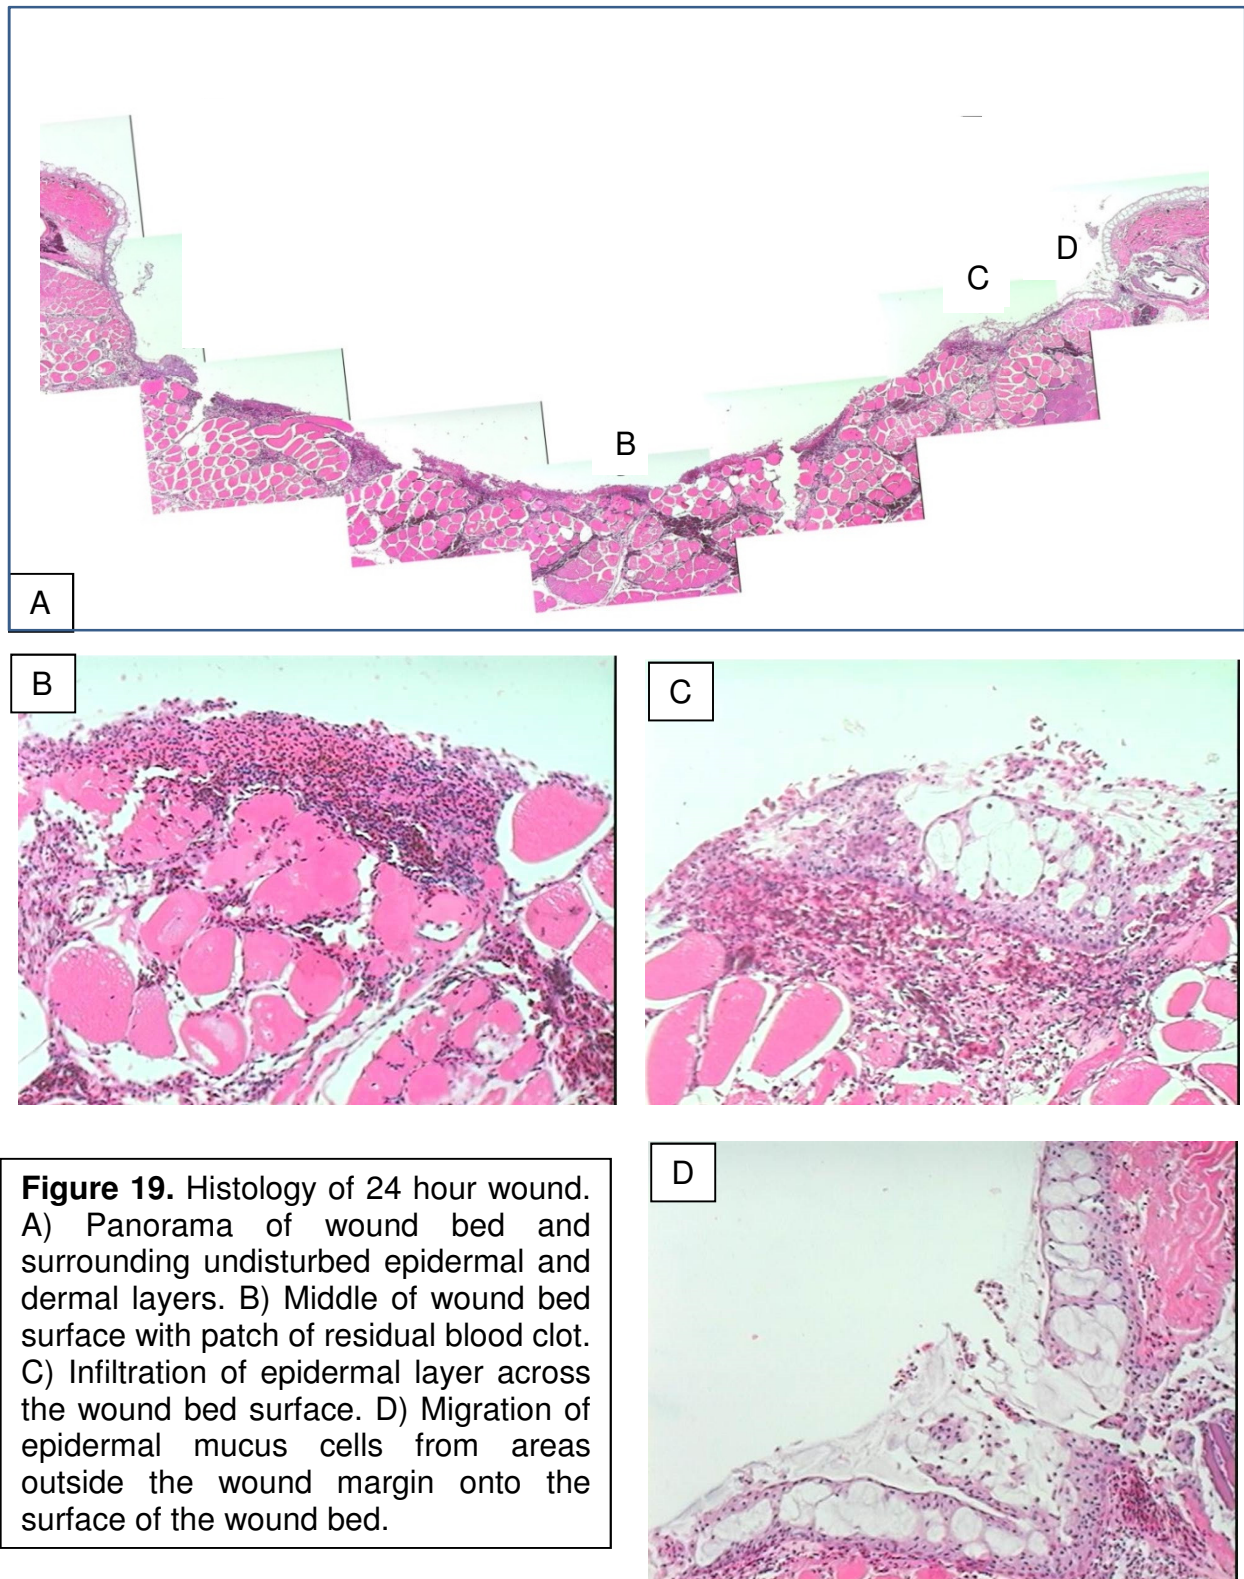 D
C
B
A
B
C
D
Figure 19. Histology of 24 hour wound.
A) Panorama of wound bed and
surrounding undisturbed epidermal and
dermal layers. B) Middle of wound bed
surface with patch of residual blood clot.
C) Infiltration of epidermal layer across
the wound bed surface. D) Migration of
epidermal mucus cells from areas
outside the wound margin onto the
surface of the wound bed.